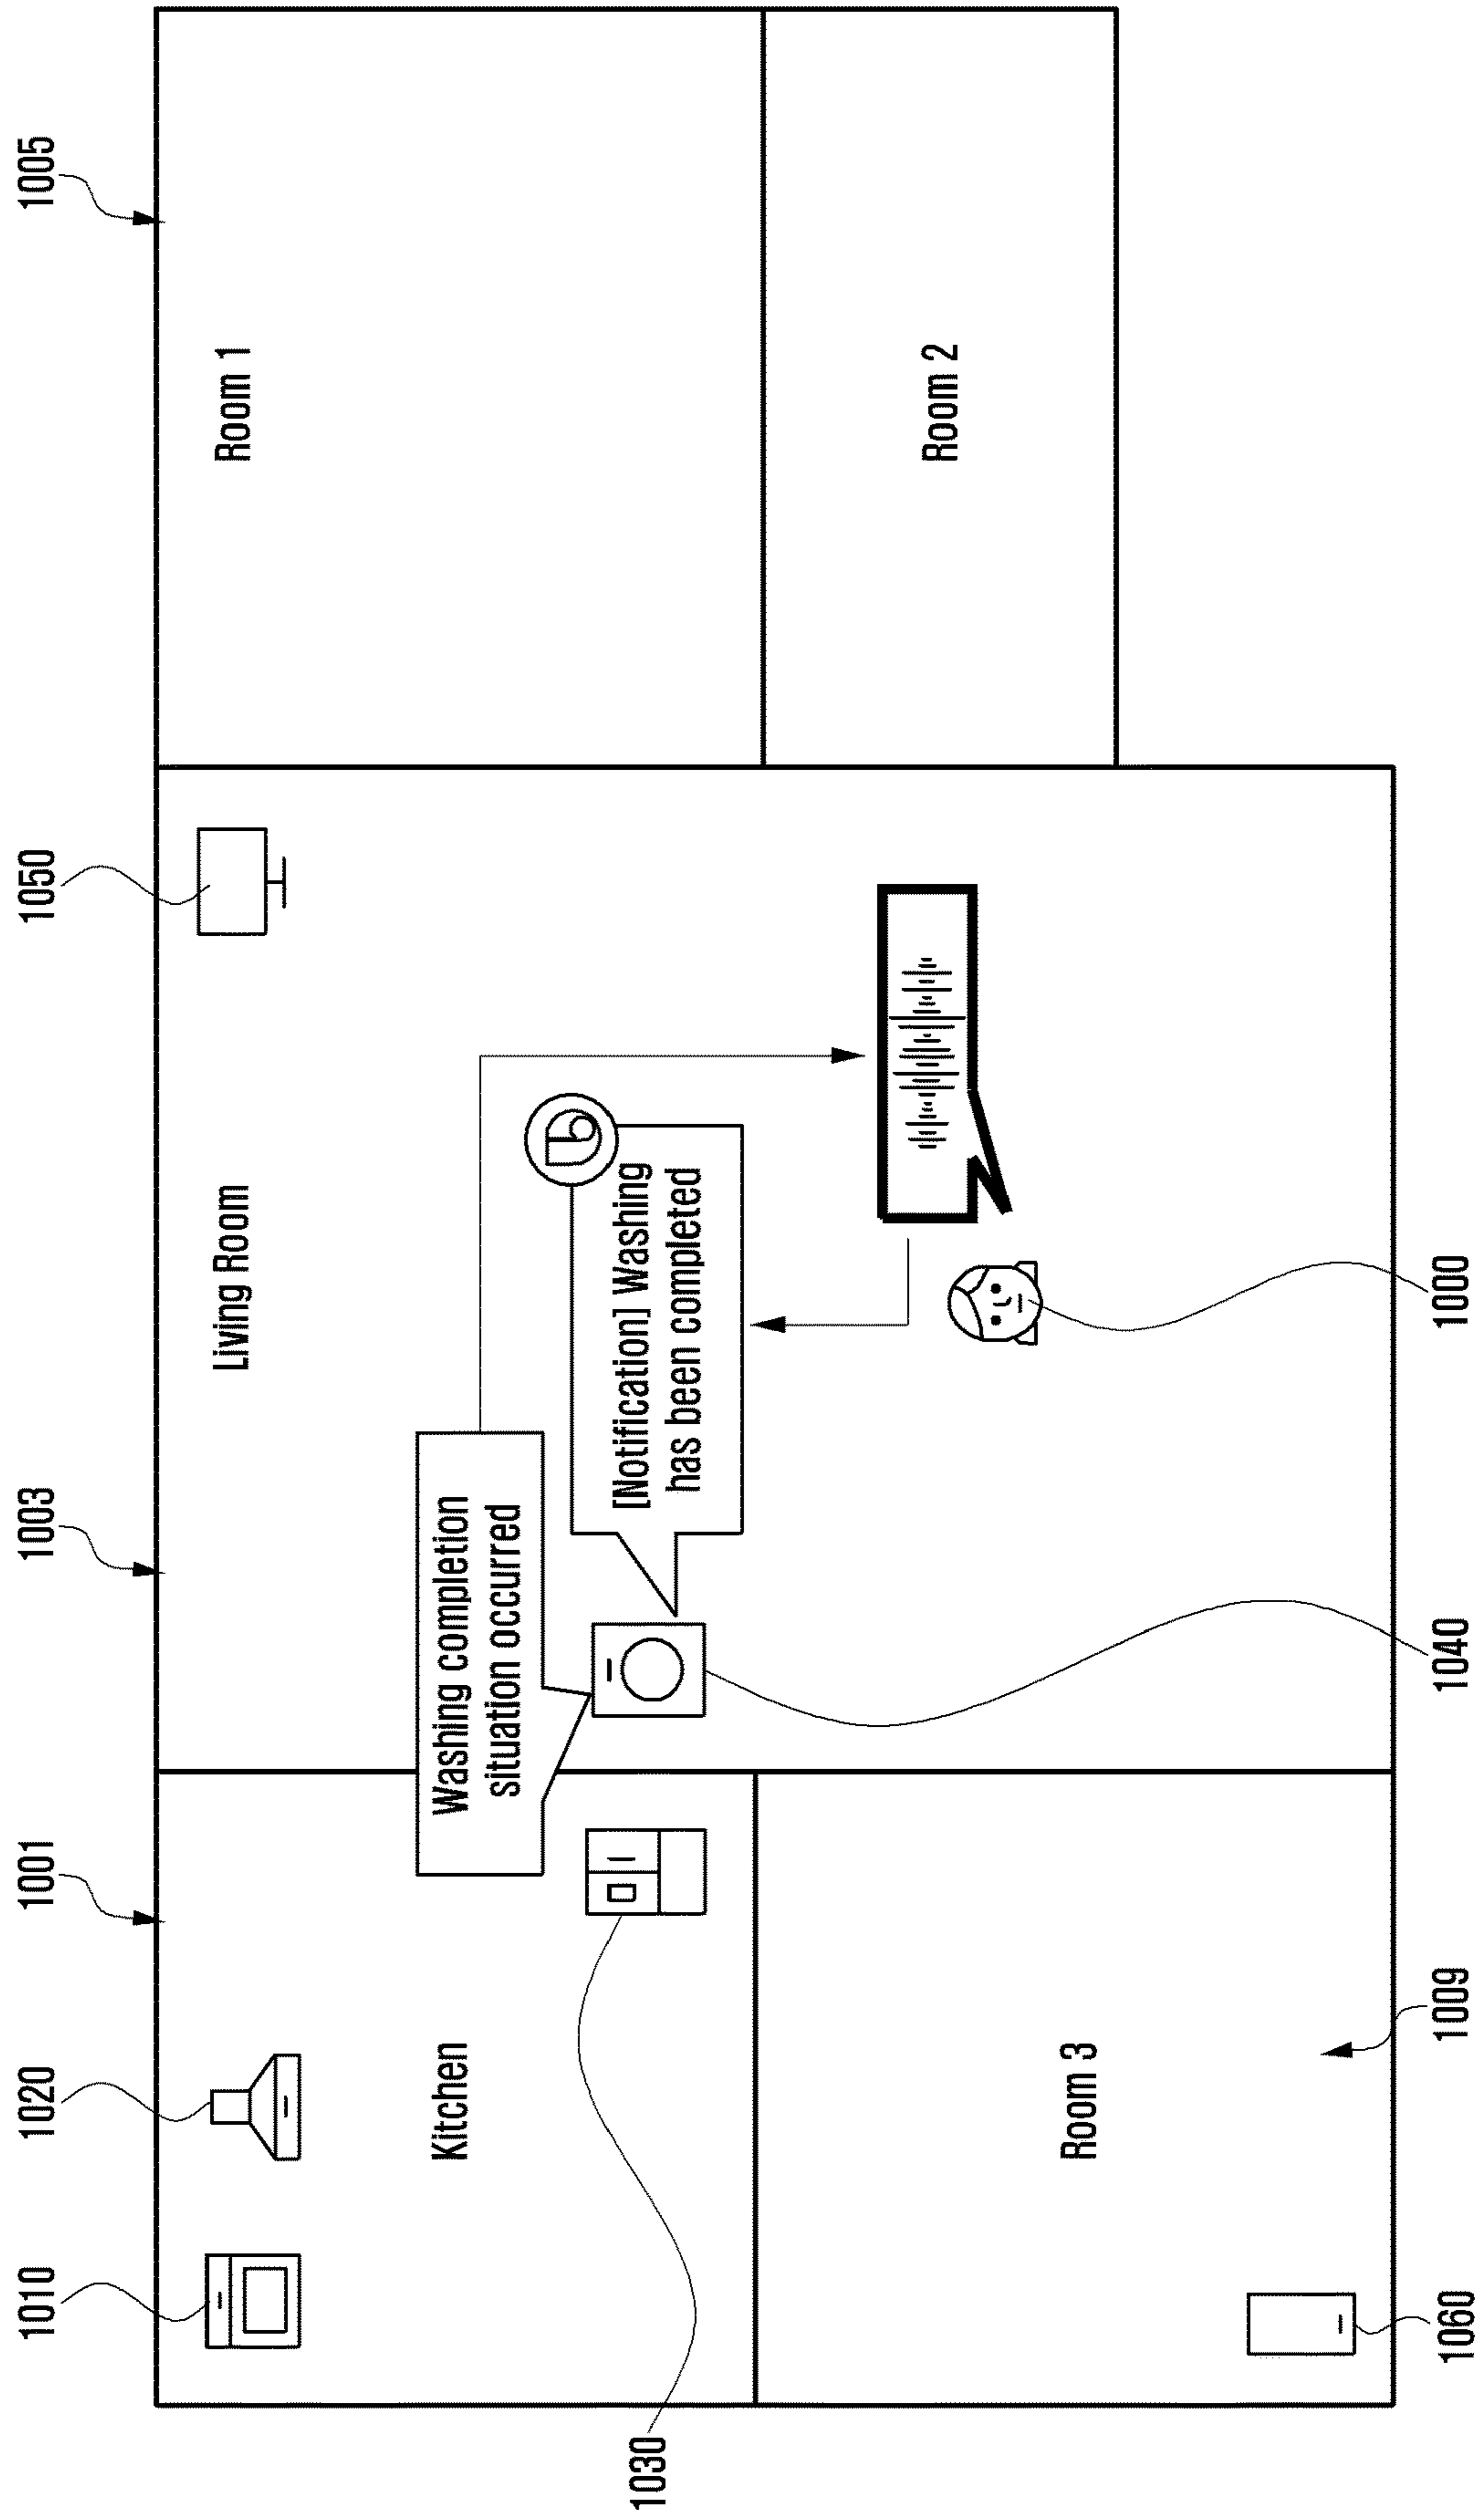 1010
1020
1001
1003
1050
1005
Living Room
Room 1
Kitchen
Washing completion
situation occurred
[Notification] Washing
has been completed
Room 2
Room 3
1030
1060
1009
1040
1000